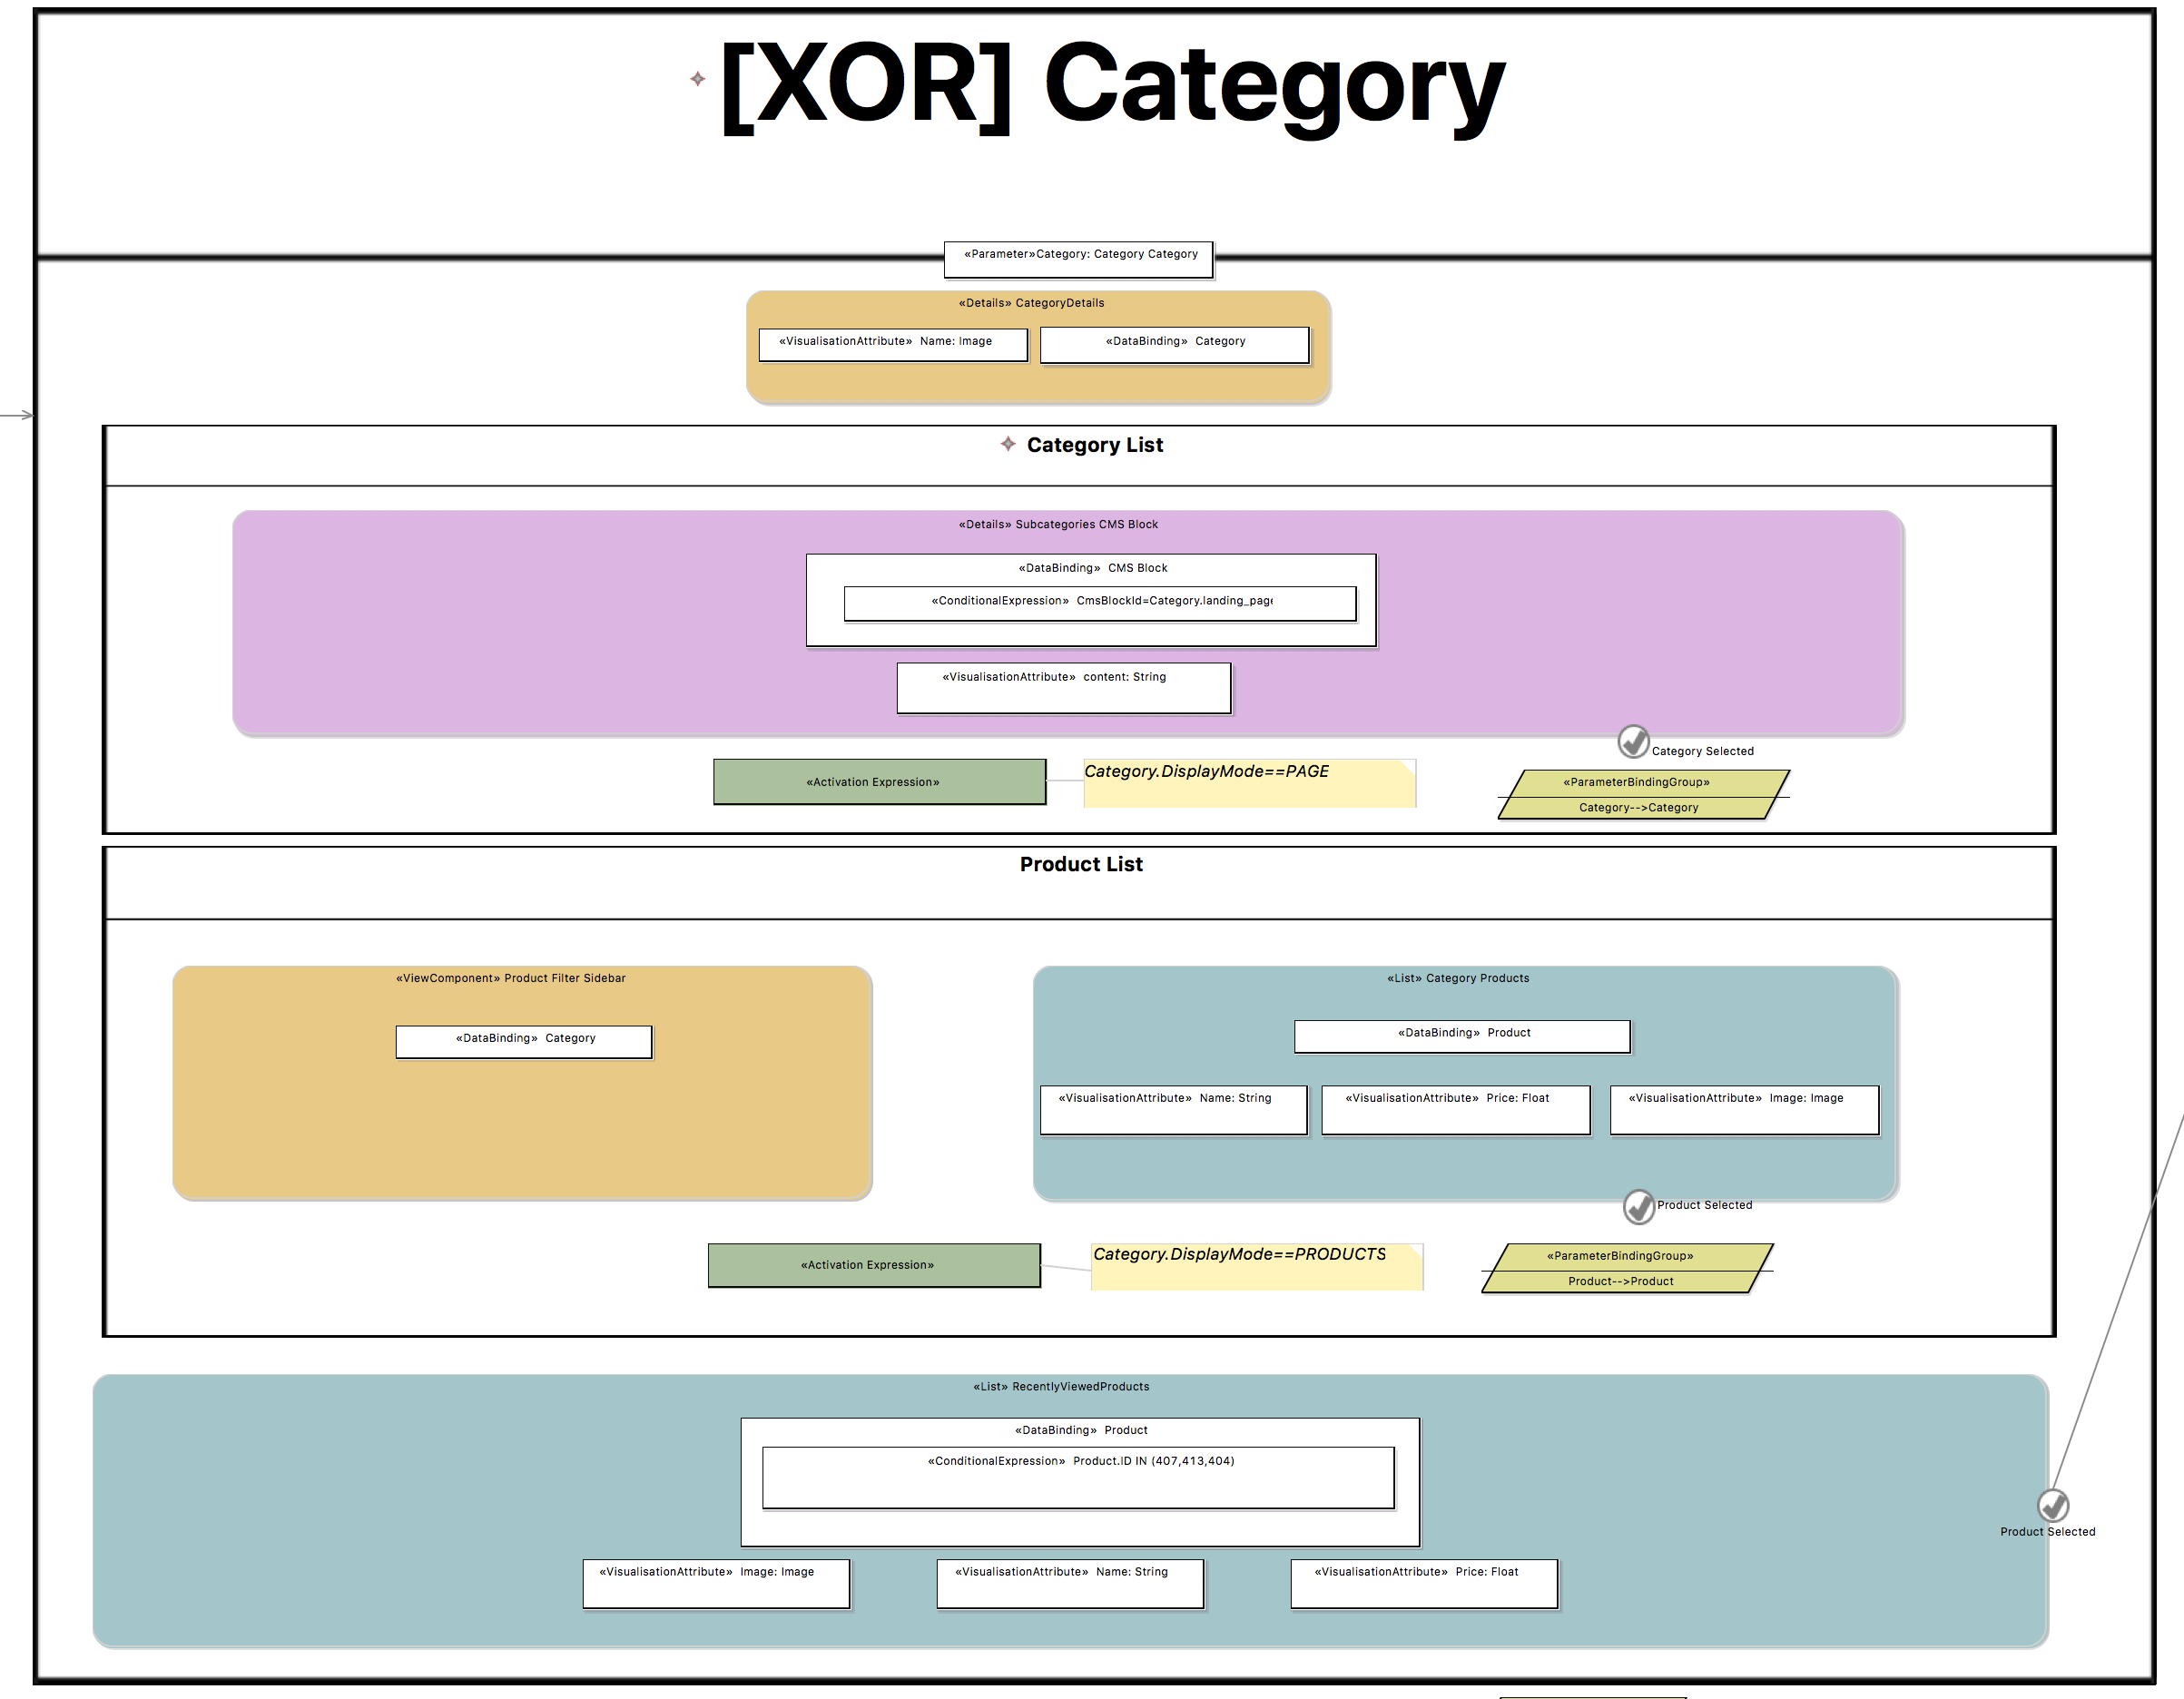 [XOR] Category
«Parameter»Category: Category Category
«Details» CategoryDetails
«VisualisationAttribute» Name: Image
«DataBinding» Category
Category List
«Details» Subcategories CMS Block
«DataBinding» CMS Block
«ConditionalExpression» CmsBlockId=Category.landing_page
«VisualisationAttribute» content: String
Category Selected
«Activation Expression»
Category.DisplayMode==PAGE
«ParameterBindingGroup»
Category-->Category
Product List
«ViewComponent» Product Filter Sidebar
«DataBinding» Category
«List» Category Products
«DataBinding» Product
«VisualisationAttribute» Name: String
«VisualisationAttribute» Price: Float
«VisualisationAttribute» Image: Image
Product Selected
«Activation Expression»
Category.DisplayMode==PRODUCTS
«ParameterBindingGroup»
Product-->Product
«List» RecentlyViewedProducts
«DataBinding» Product
«ConditionalExpression» Product.ID IN (407,413,404)
Product Selected
«VisualisationAttribute» Image: Image
«VisualisationAttribute» Name: String
«VisualisationAttribute» Price: Float